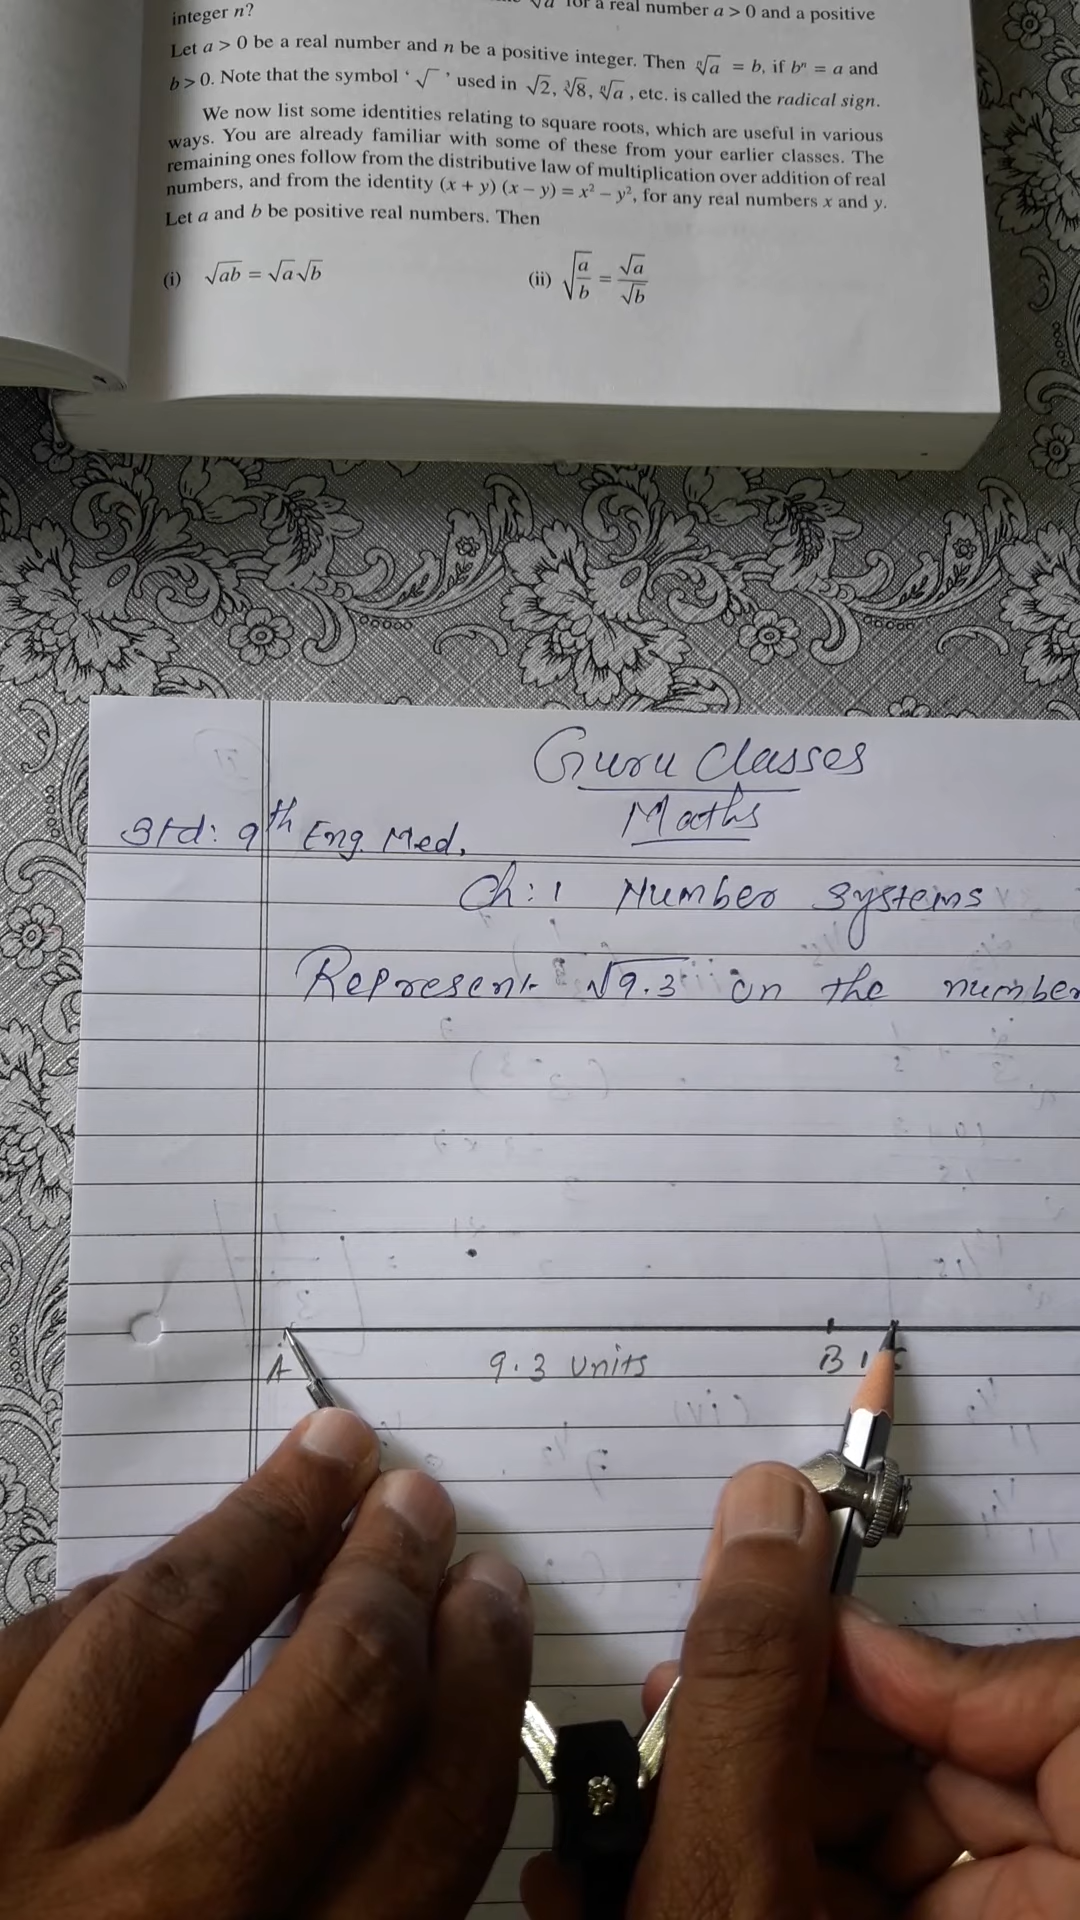 for a real number a > 0 and a positive
integer n?
Let a > 0 be a real number and n be a positive integer. Then ⁿ√a = b, if bⁿ = a and
b > 0. Note that the symbol ‘ √ ’ used in √2, ³√8, ⁿ√a , etc. is called the radical sign.
We now list some identities relating to square roots, which are useful in various
ways. You are already familiar with some of these from your earlier classes. The
remaining ones follow from the distributive law of multiplication over addition of real
numbers, and from the identity (x + y) (x – y) = x² – y², for any real numbers x and y.
Let a and b be positive real numbers. Then
(i) √ab = √a√b (ii) √(a/b) = √a/√b
Guru Classes
Maths
Std: 9th Eng. Med.
Ch: 1 Number Systems
Represent √9.3 on the number
A 9.3 units B 1